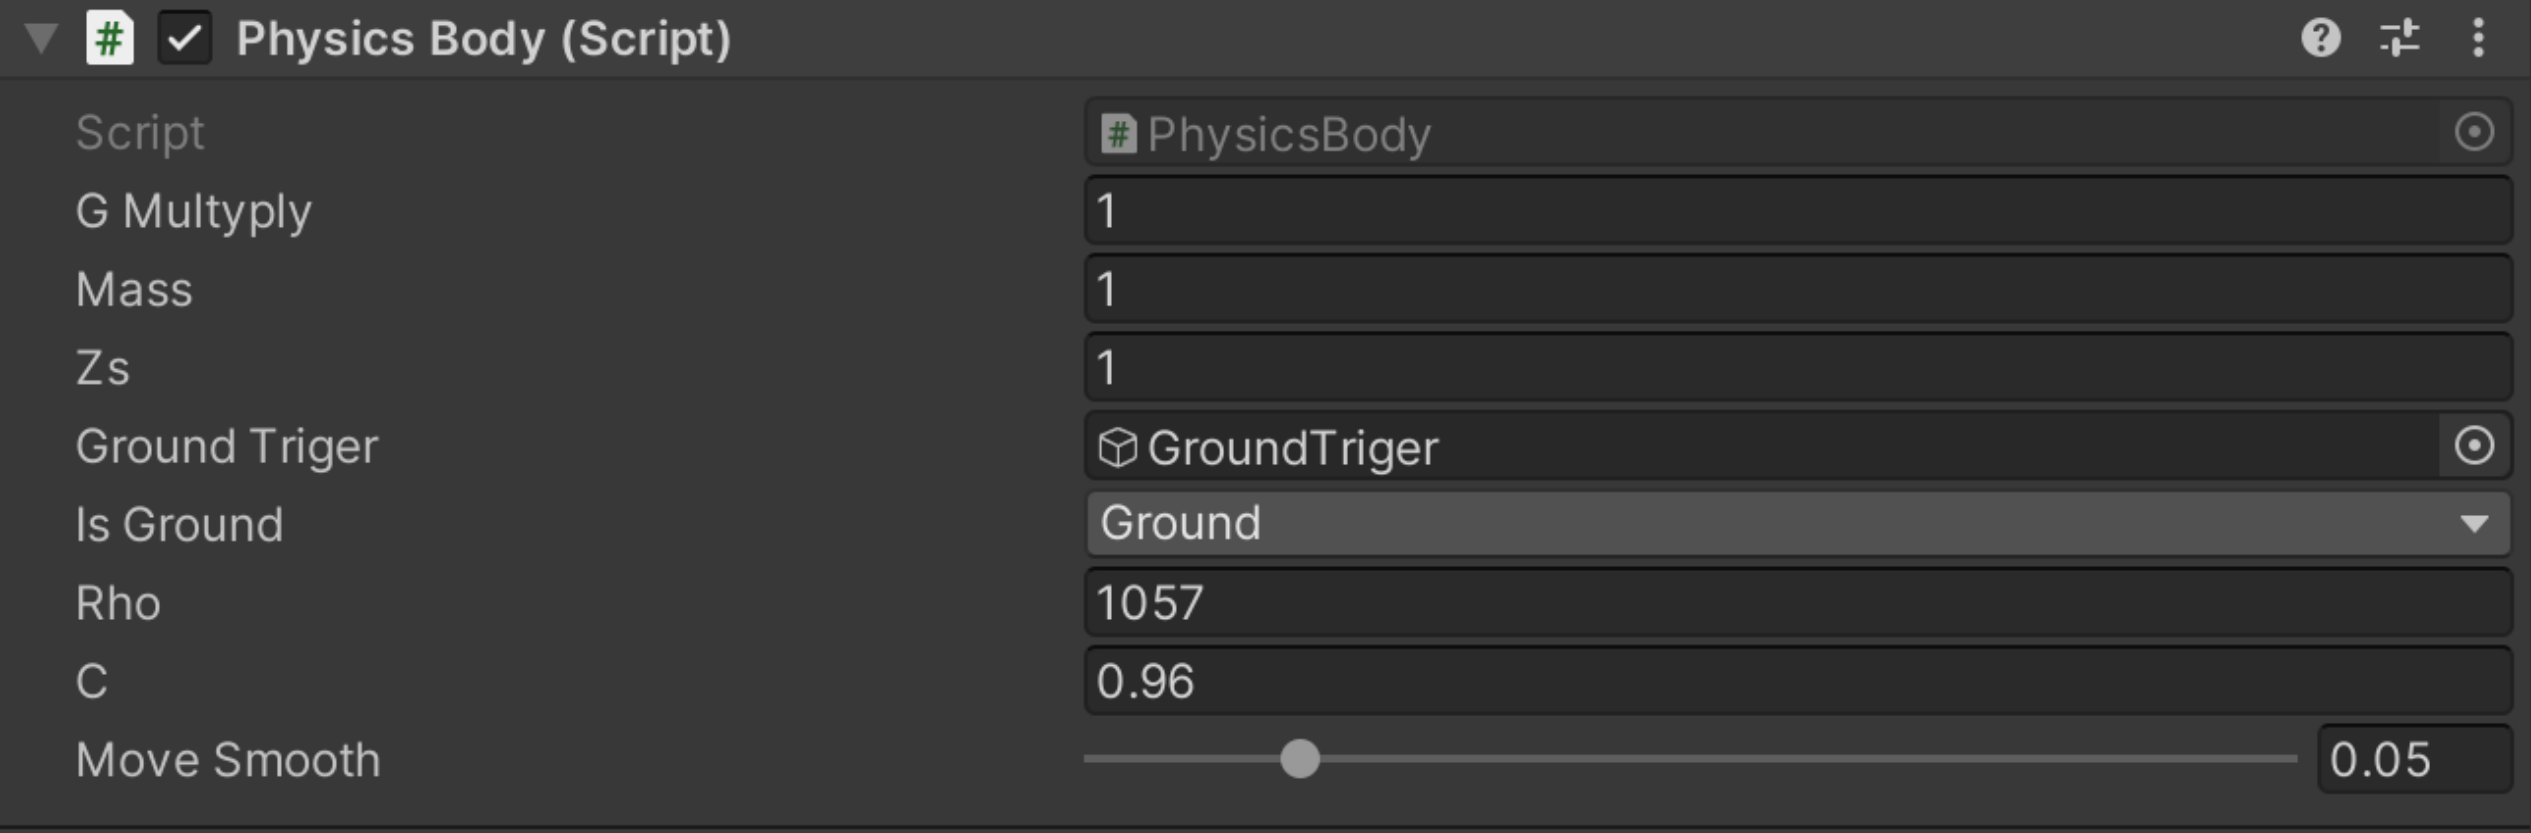 # Physics Body (Script) ?
Script # PhysicsBody
G Multyply 1
Mass 1
Zs 1
Ground Triger GroundTriger
Is Ground Ground
Rho 1057
C 0.96
Move Smooth 0.05